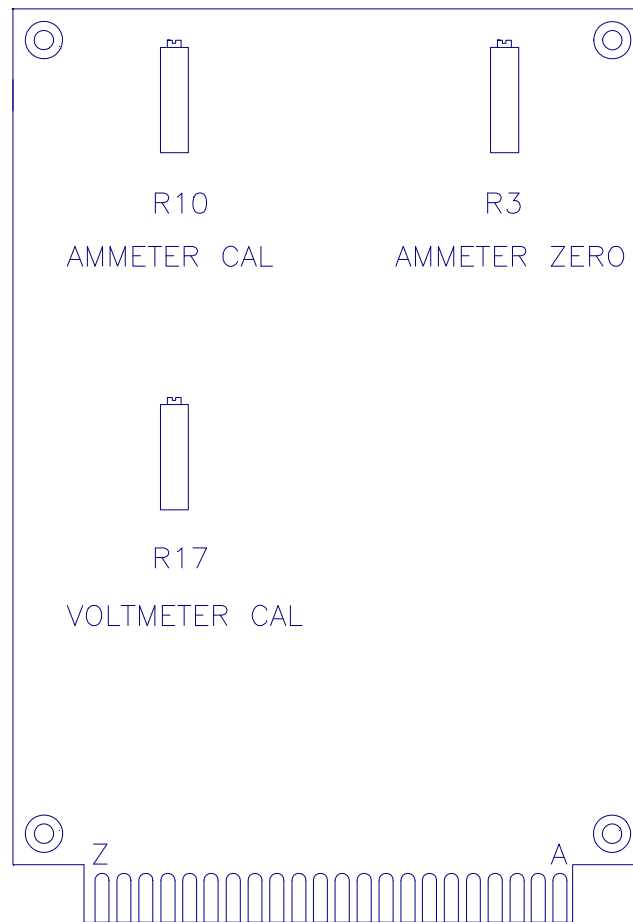 R10
R3
AMMETER CAL
AMMETER ZERO
R17
VOLTMETER CAL
Z
A